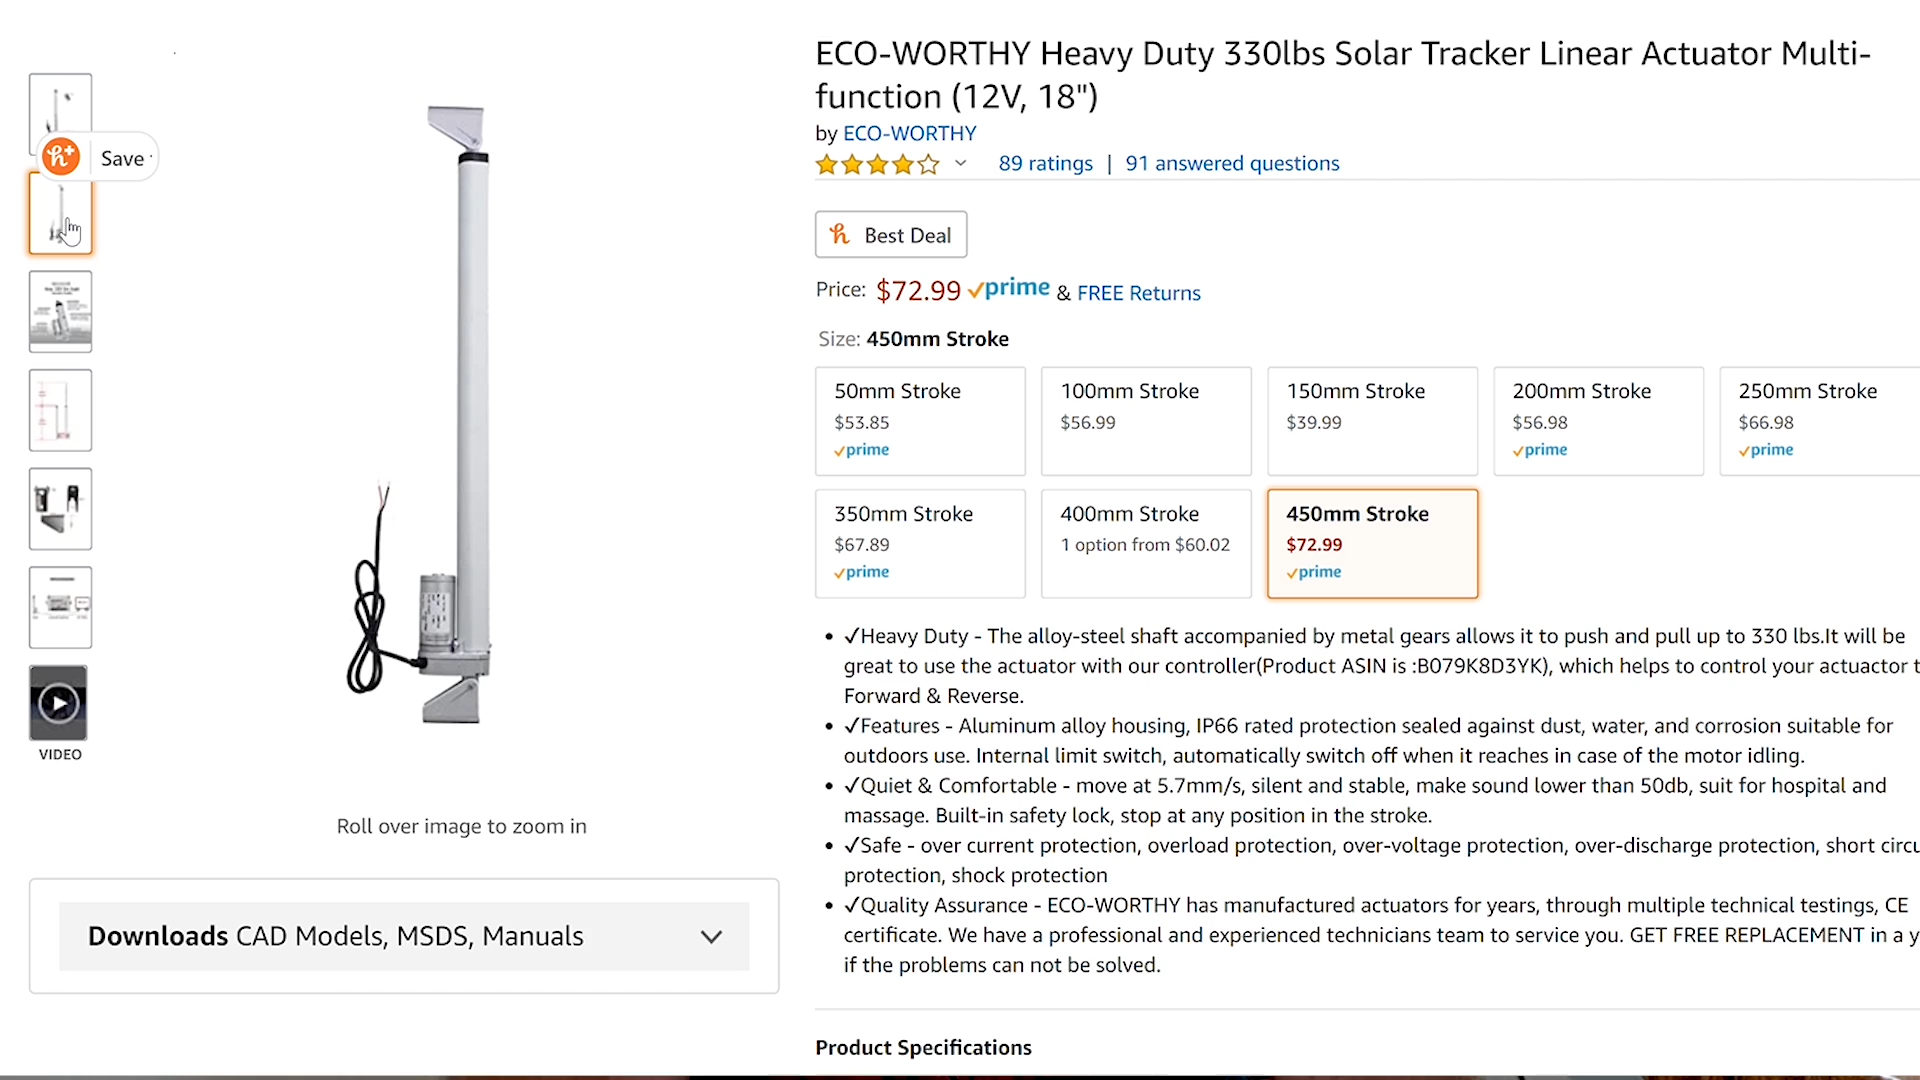 ECO-WORTHY Heavy Duty 330lbs Solar Tracker Linear Actuator Multi-
function (12V, 18")
by ECO-WORTHY
89 ratings | 91 answered questions
Save
Best Deal
Price: $72.99 prime & FREE Returns
Size: 450mm Stroke
50mm Stroke
$53.85
prime
100mm Stroke
$56.99
150mm Stroke
$39.99
200mm Stroke
$56.98
prime
250mm Stroke
$66.98
prime
350mm Stroke
$67.89
prime
400mm Stroke
1 option from $60.02
450mm Stroke
$72.99
prime
• ✓Heavy Duty - The alloy-steel shaft accompanied by metal gears allows it to push and pull up to 330 lbs.It will be
great to use the actuator with our controller(Product ASIN is :B079K8D3YK), which helps to control your actuactor t
Forward & Reverse.
• ✓Features - Aluminum alloy housing, IP66 rated protection sealed against dust, water, and corrosion suitable for
outdoors use. Internal limit switch, automatically switch off when it reaches in case of the motor idling.
• ✓Quiet & Comfortable - move at 5.7mm/s, silent and stable, make sound lower than 50db, suit for hospital and
massage. Built-in safety lock, stop at any position in the stroke.
• ✓Safe - over current protection, overload protection, over-voltage protection, over-discharge protection, short circu
protection, shock protection
• ✓Quality Assurance - ECO-WORTHY has manufactured actuators for years, through multiple technical testings, CE
certificate. We have a professional and experienced technicians team to service you. GET FREE REPLACEMENT in a y
if the problems can not be solved.
VIDEO
Roll over image to zoom in
Downloads CAD Models, MSDS, Manuals
Product Specifications